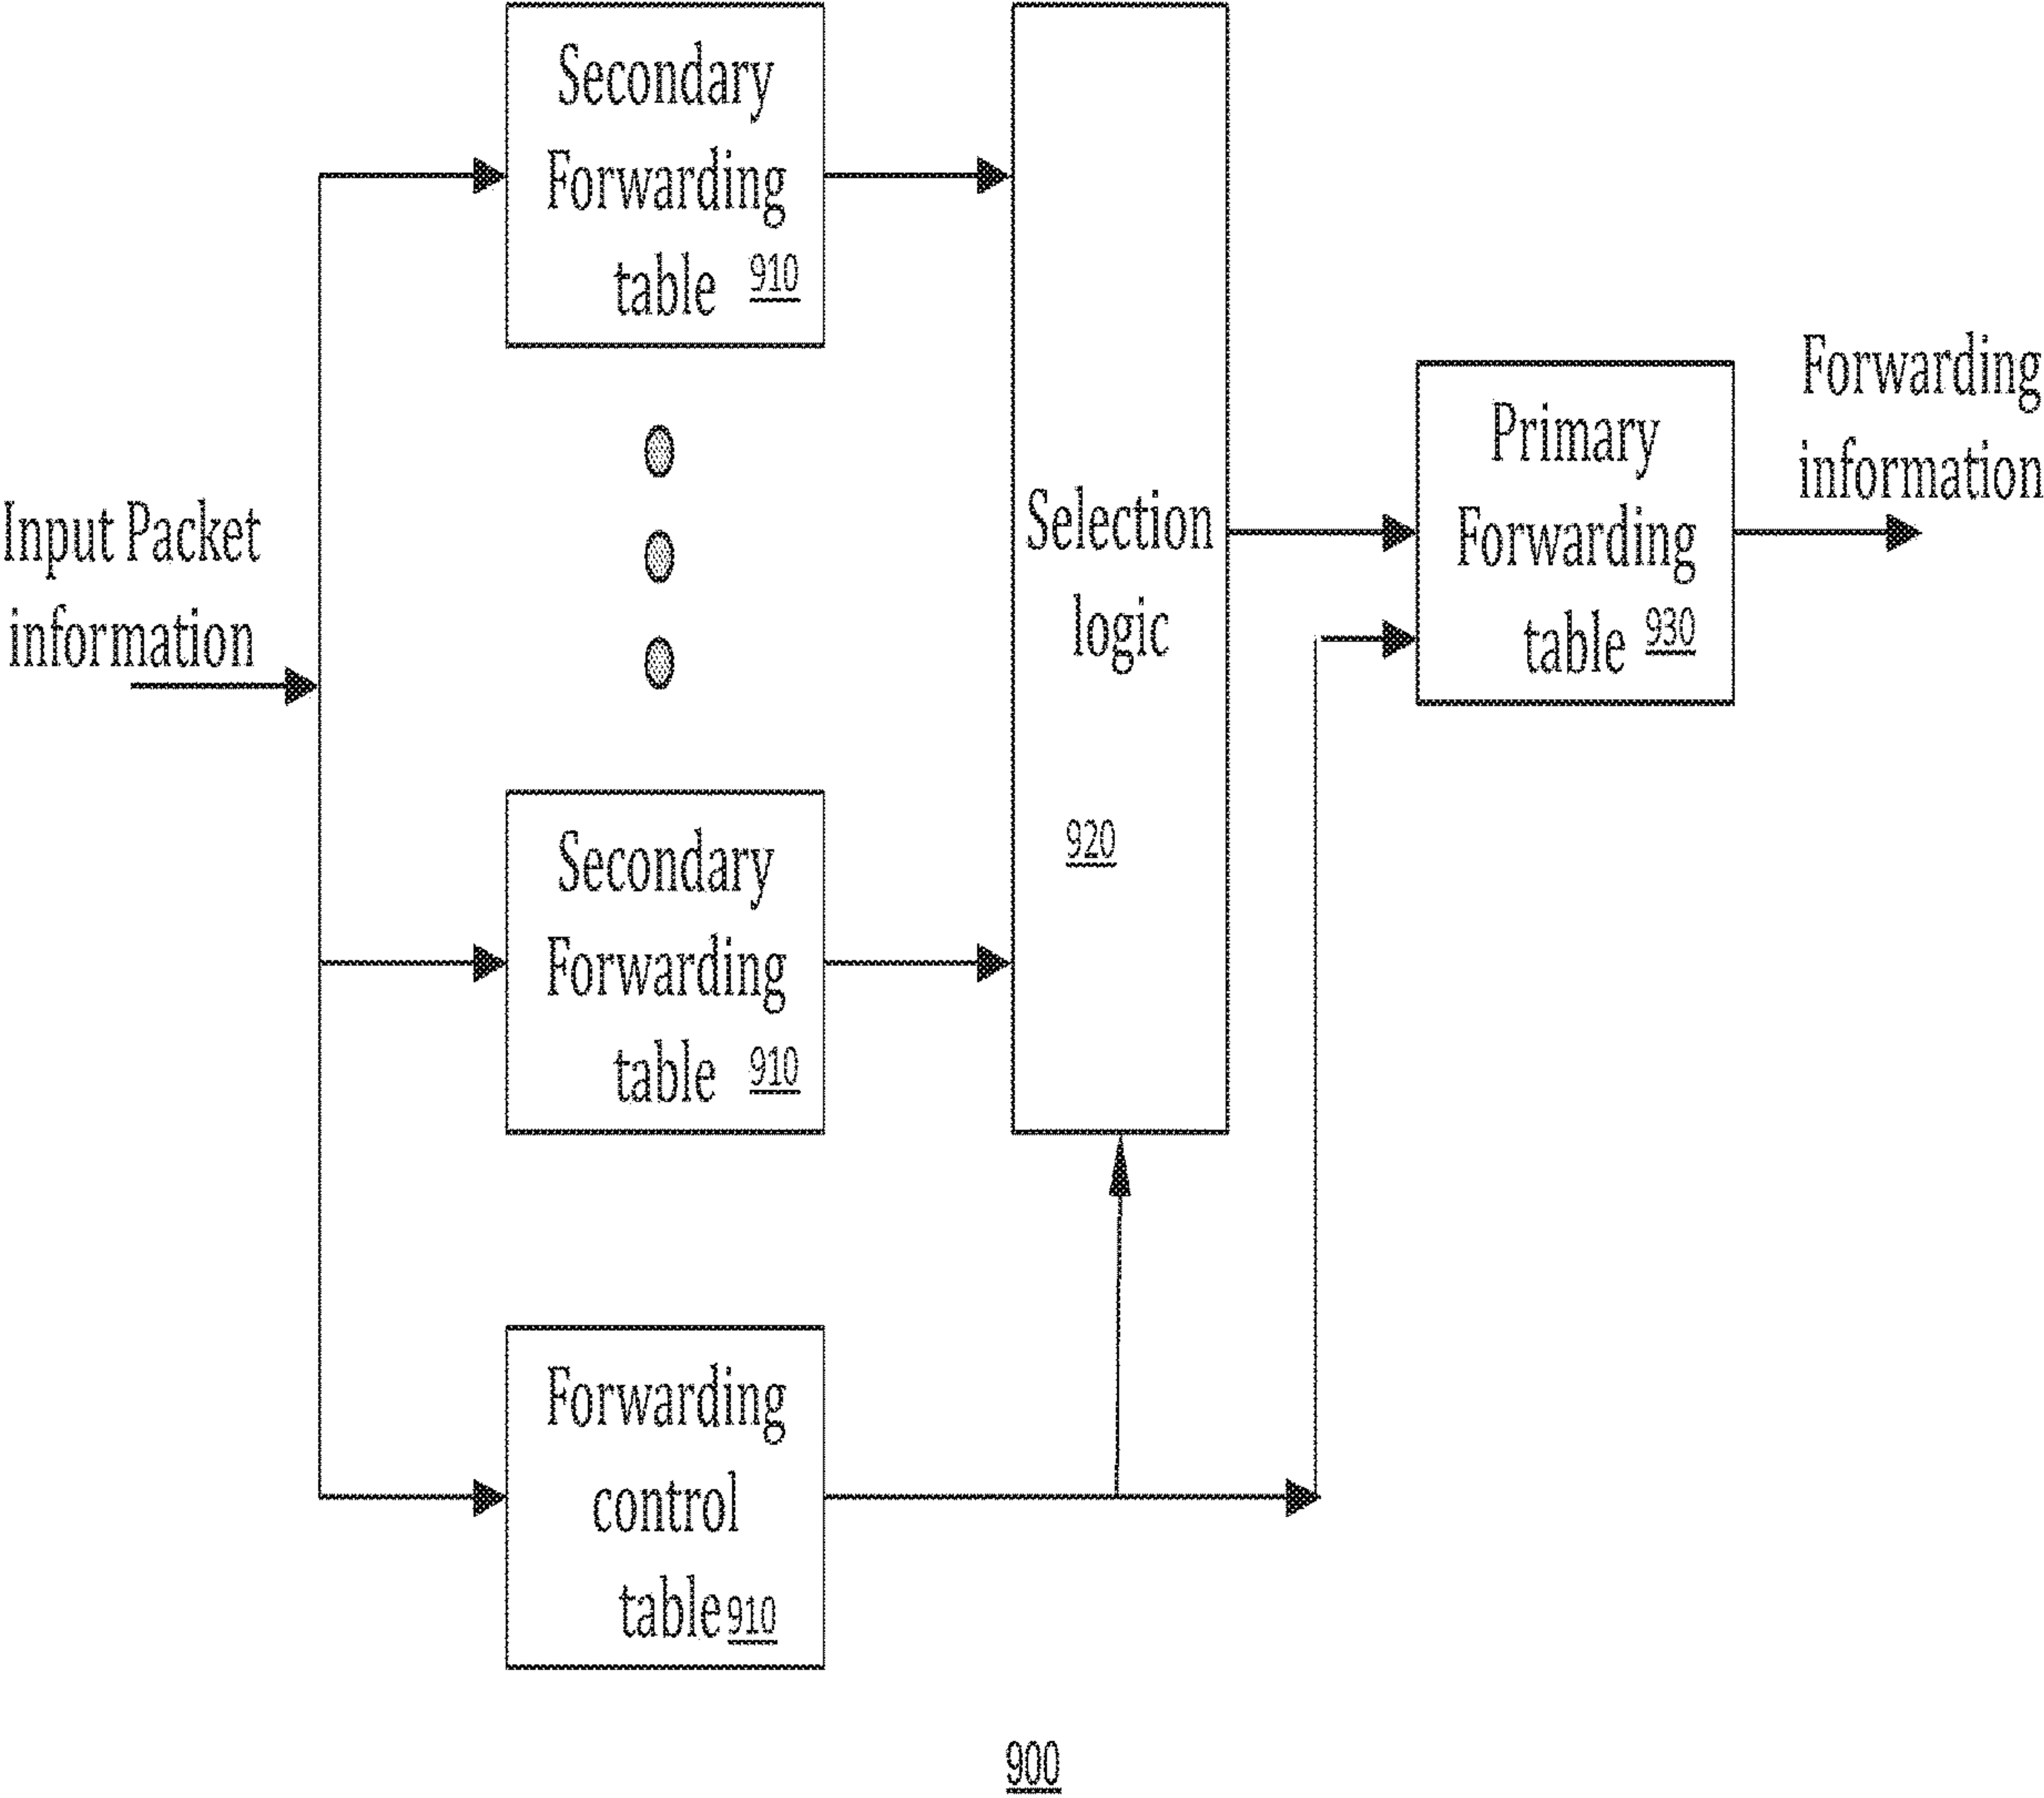 Input Packet
information
Secondary
Forwarding
table 910
Secondary
Forwarding
table 910
Forwarding
control
table 910
Selection
logic
920
Primary
Forwarding
table 930
Forwarding
information
900